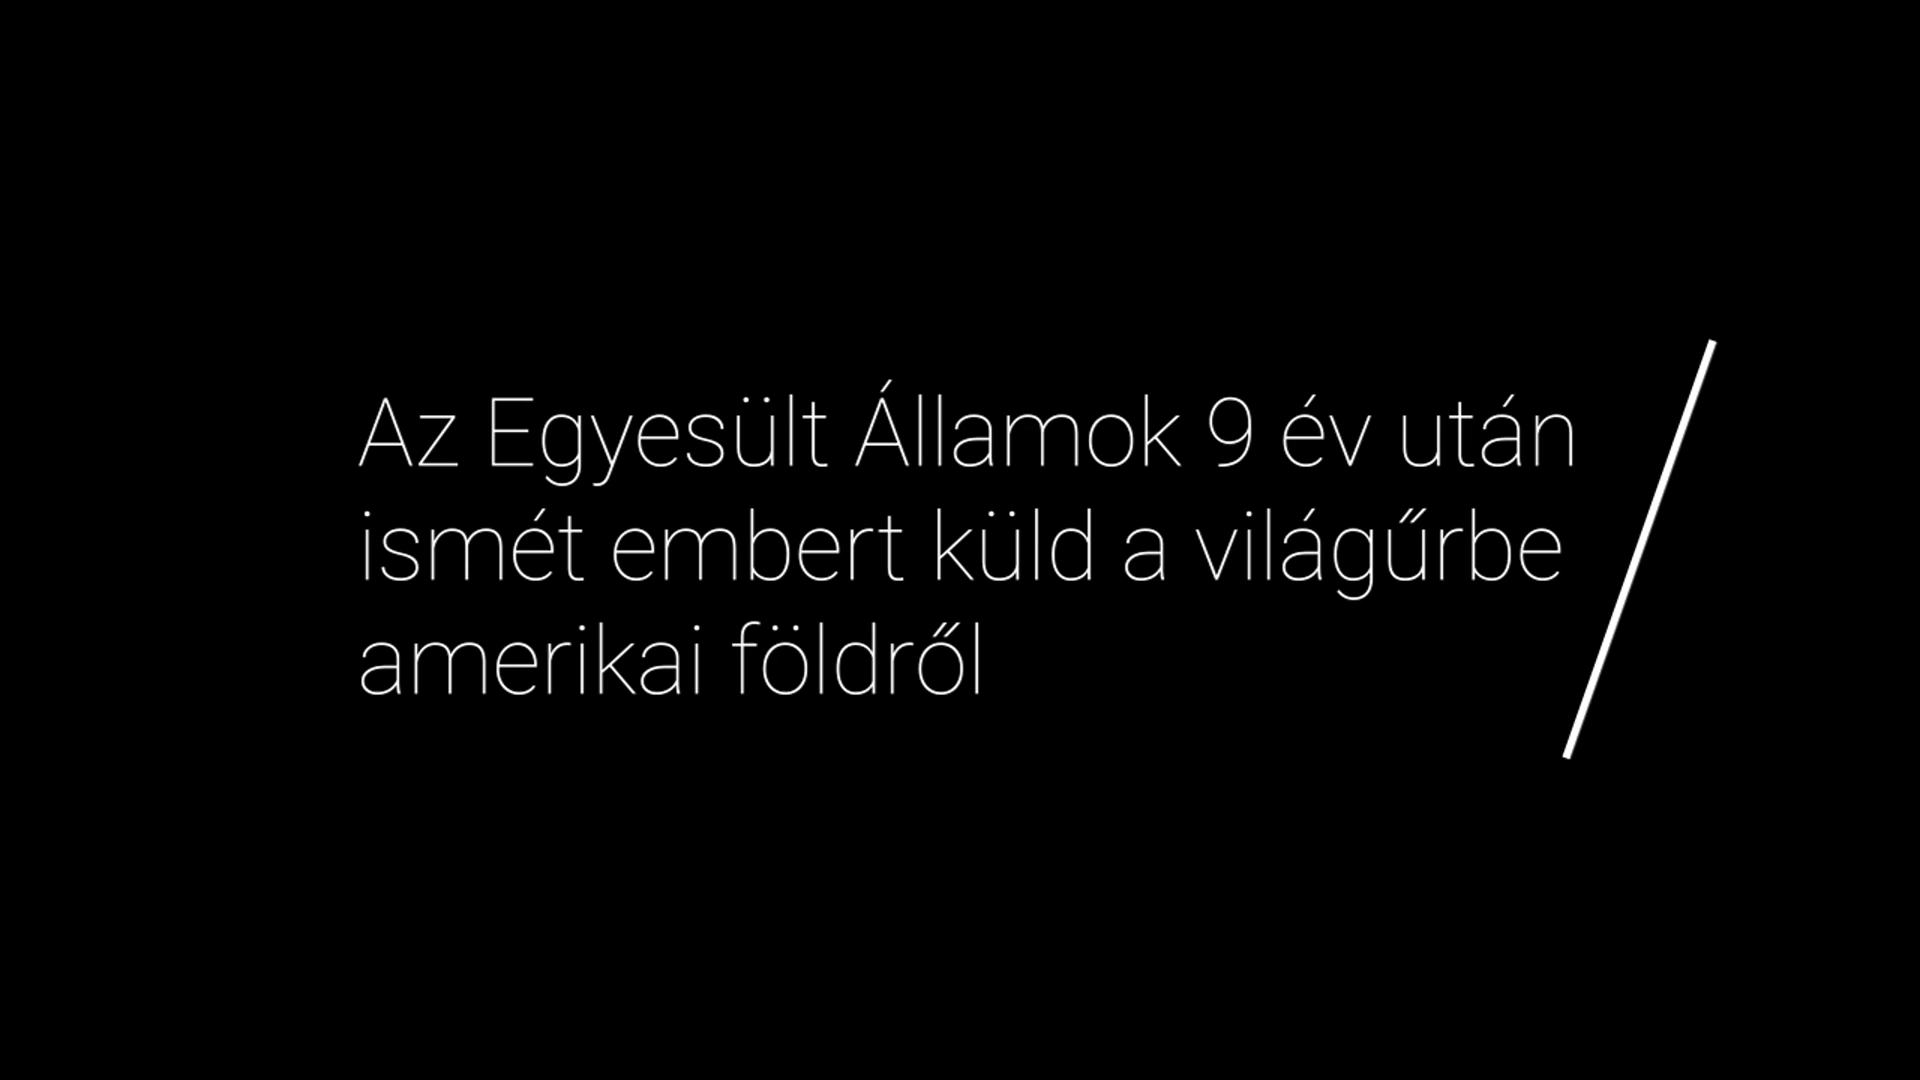 Az Egyesült Államok 9 év után
ismét embert küld a világűrbe
amerikai földről